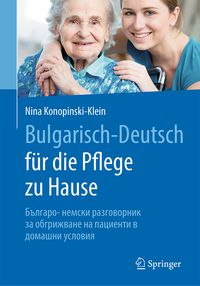 Nina Konopinski-Klein
Bulgarisch-Deutsch
für die Pflege
zu Hause
Българо- немски разговорник
за обгрижване на пациенти в
домашни условия
Springer